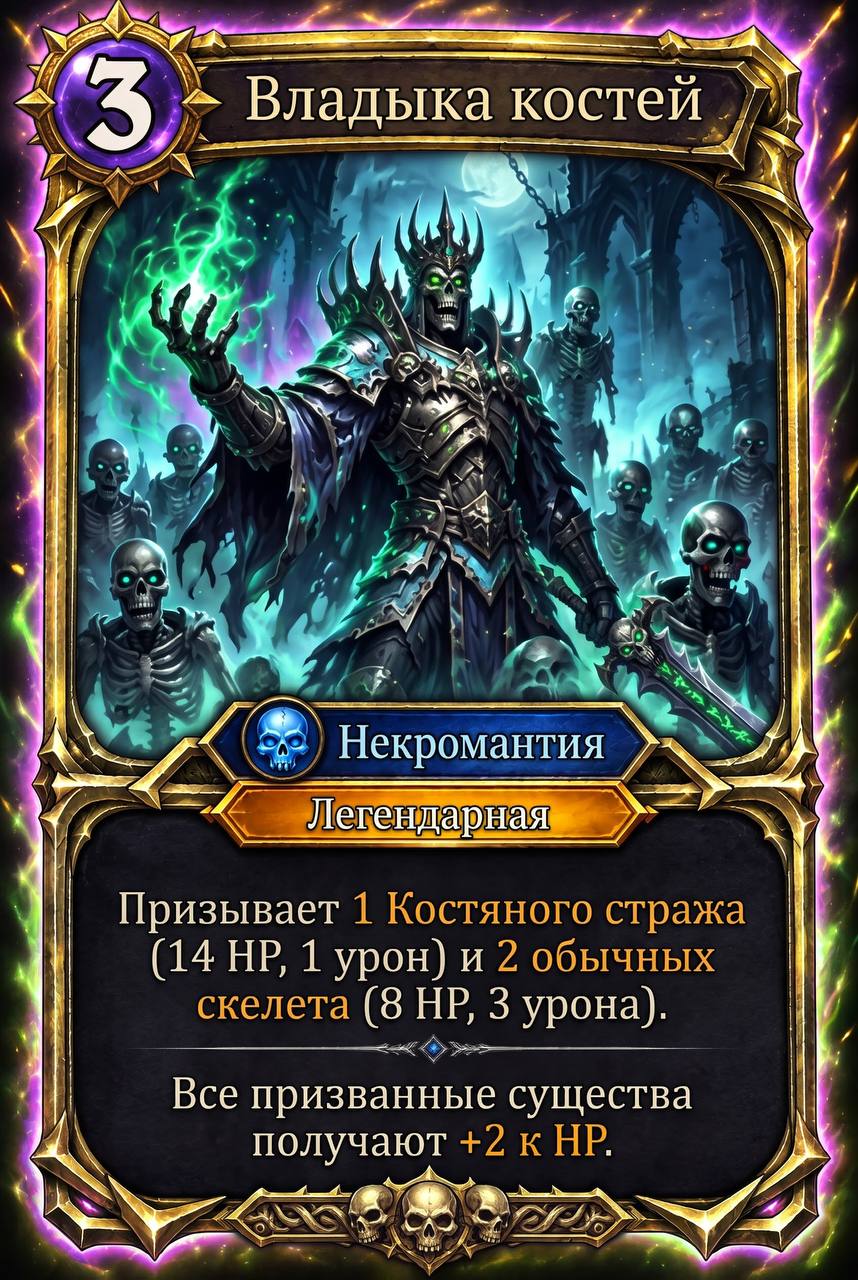 3
Владыка костей
Некромантия
Легендарная
Призывает 1 Костяного стража
(14 HP, 1 урон) и 2 обычных
скелета (8 HP, 3 урона).
Все призванные существа
получают +2 к HP.